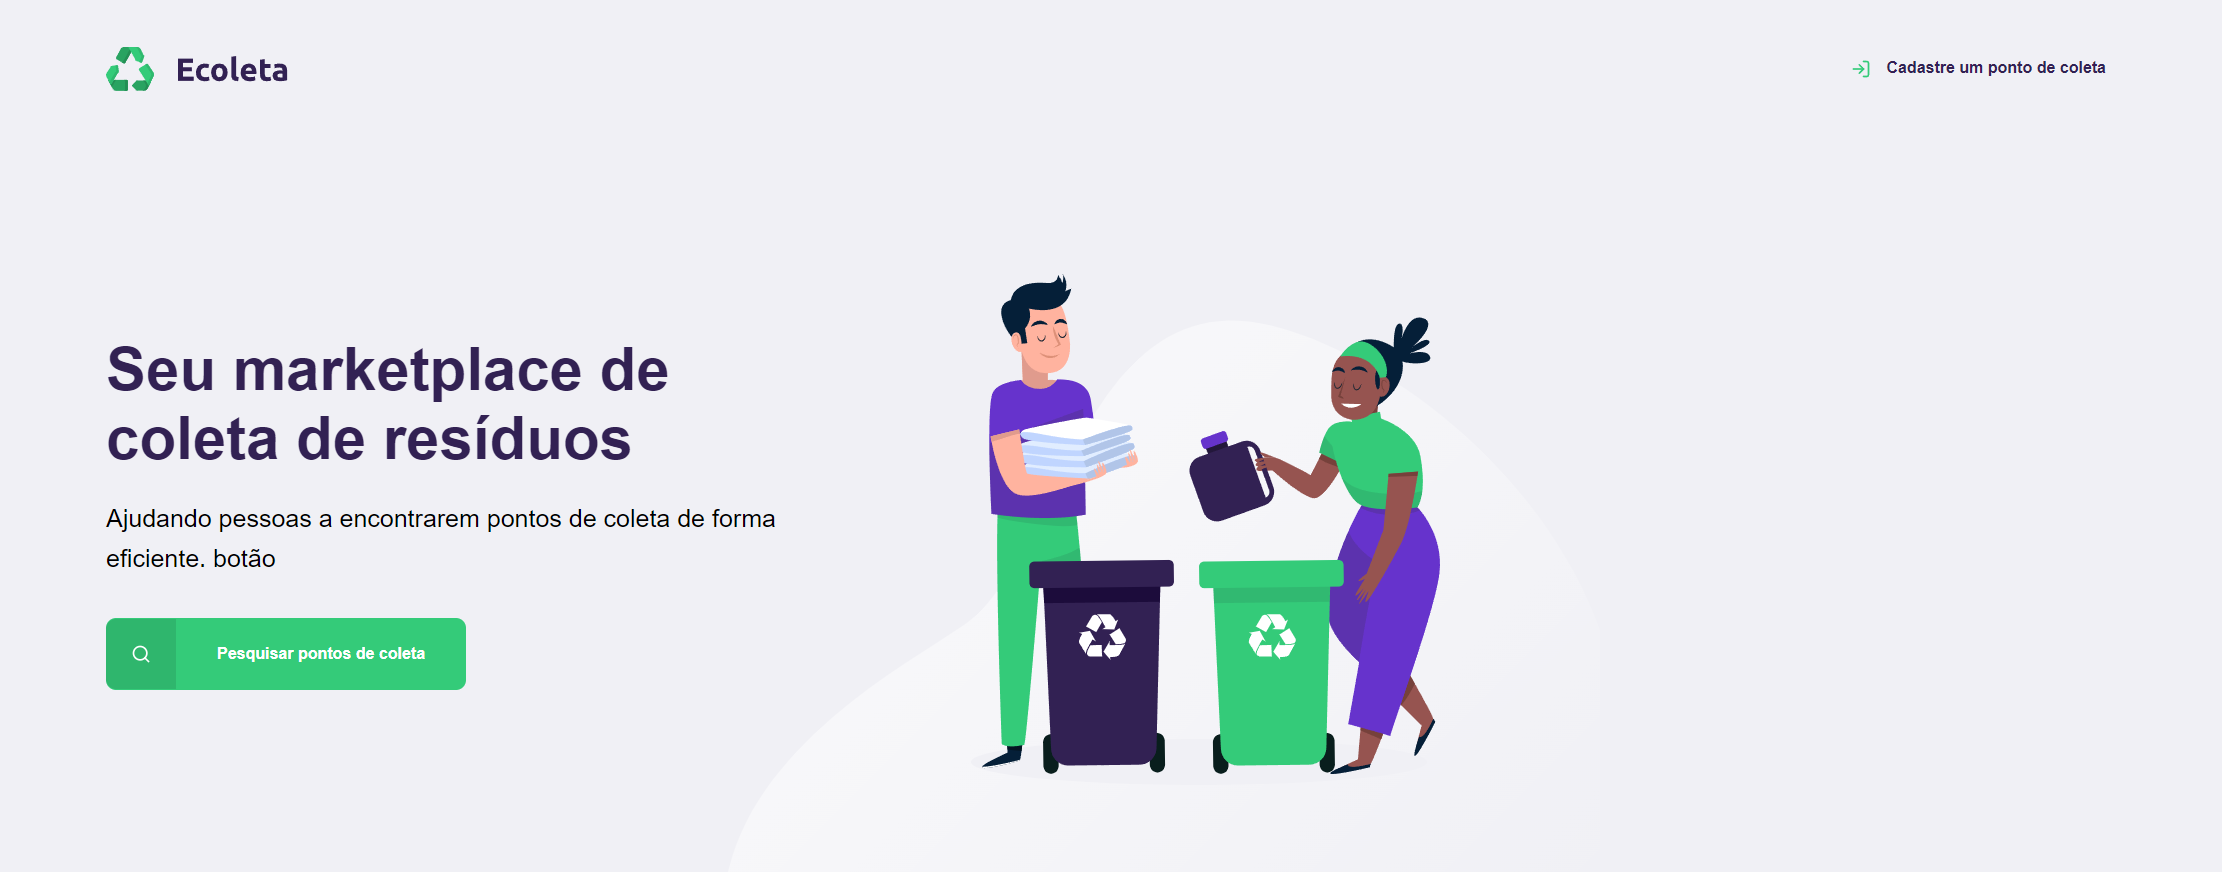 Ecoleta
Cadastre um ponto de coleta
Seu marketplace de
coleta de resíduos
Ajudando pessoas a encontrarem pontos de coleta de forma
eficiente. botão
Pesquisar pontos de coleta